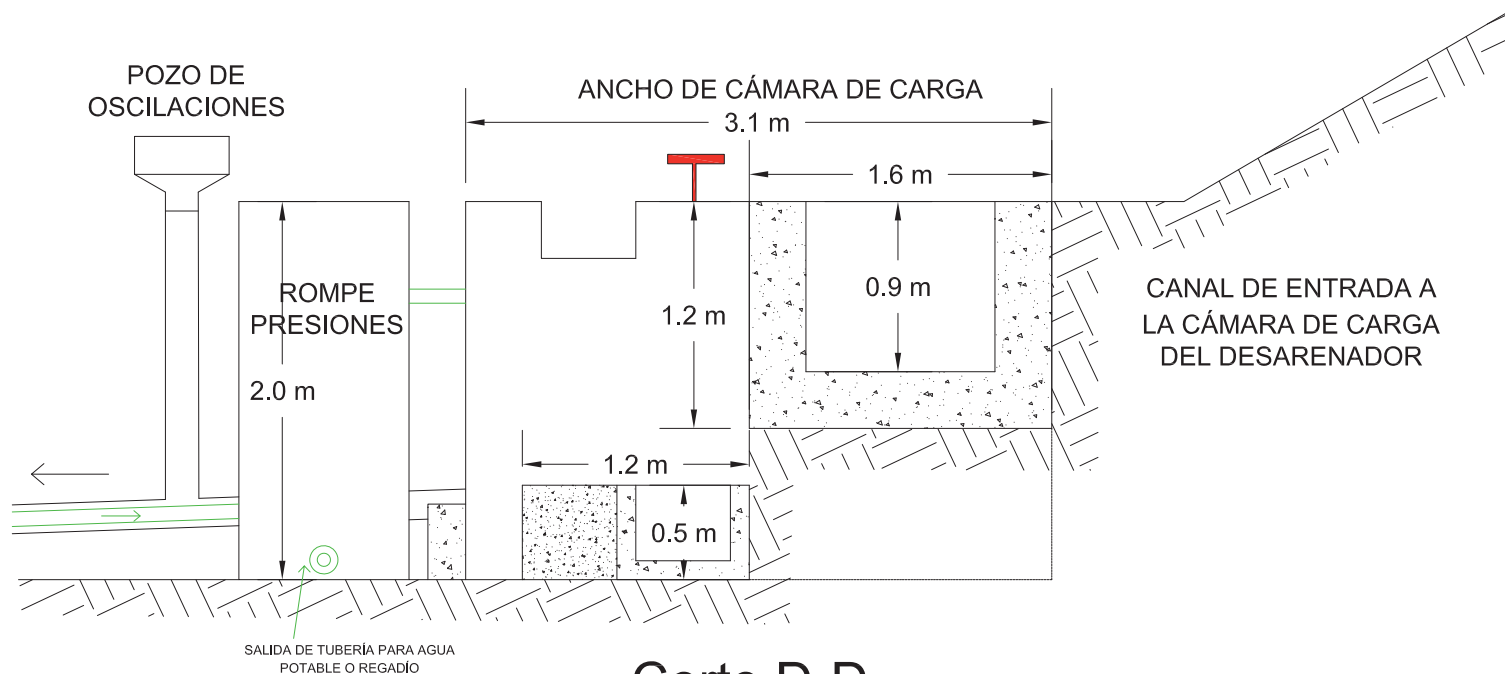 POZO DE
OSCILACIONES
ANCHO DE CÁMARA DE CARGA
3.1 m
1.6 m
ROMPE
PRESIONES
2.0 m
1.2 m
0.9 m
CANAL DE ENTRADA A
LA CÁMARA DE CARGA
DEL DESARENADOR
1.2 m
0.5 m
SALIDA DE TUBERÍA PARA AGUA
POTABLE O REGADÍO